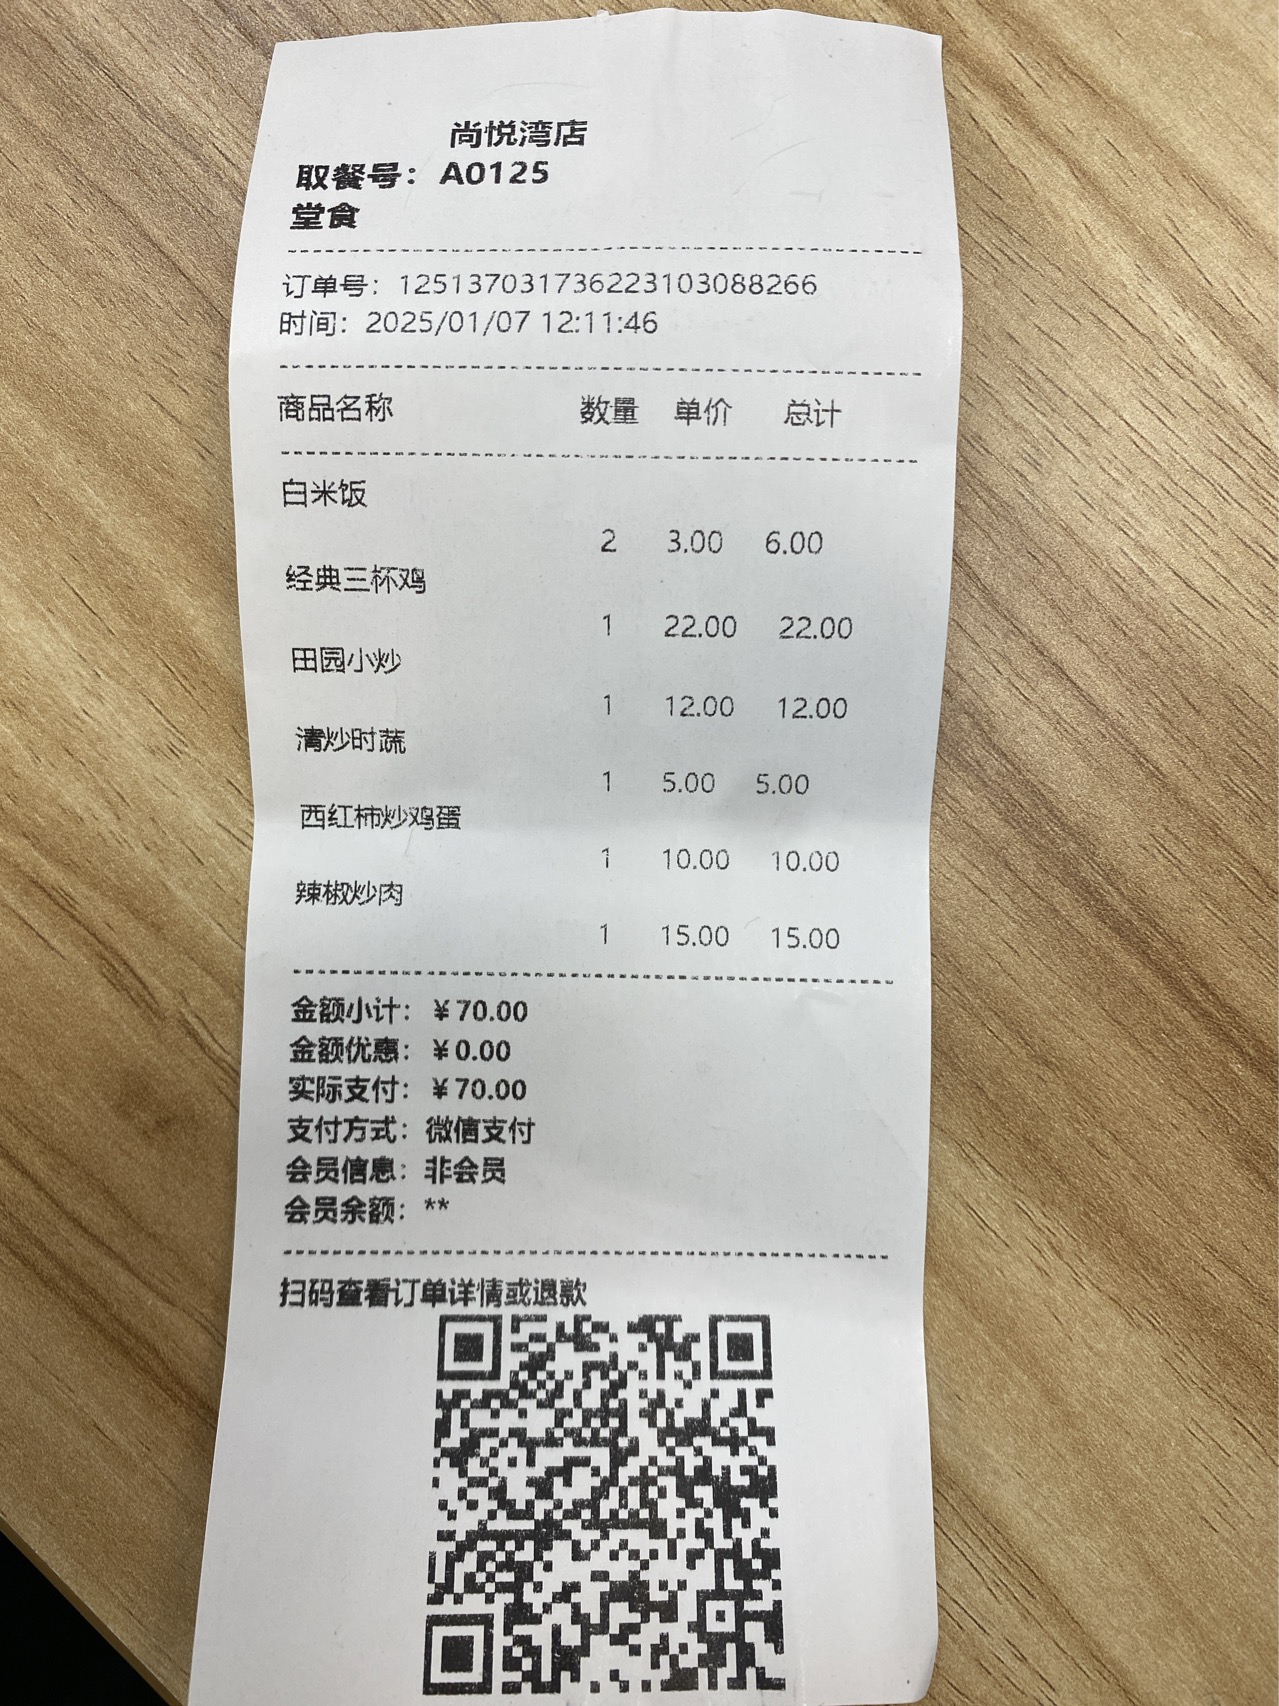 尚悦湾店
取餐号：A0125
堂食
订单号：125137031736223103088266
时间：2025/01/07 12:11:46
商品名称 数量 单价 总计
白米饭
2 3.00 6.00
经典三杯鸡
1 22.00 22.00
田园小炒
1 12.00 12.00
清炒时蔬
1 5.00 5.00
西红柿炒鸡蛋
1 10.00 10.00
辣椒炒肉
1 15.00 15.00
金额小计：￥70.00
金额优惠：￥0.00
实际支付：￥70.00
支付方式：微信支付
会员信息：非会员
会员余额：**
扫码查看订单详情或退款